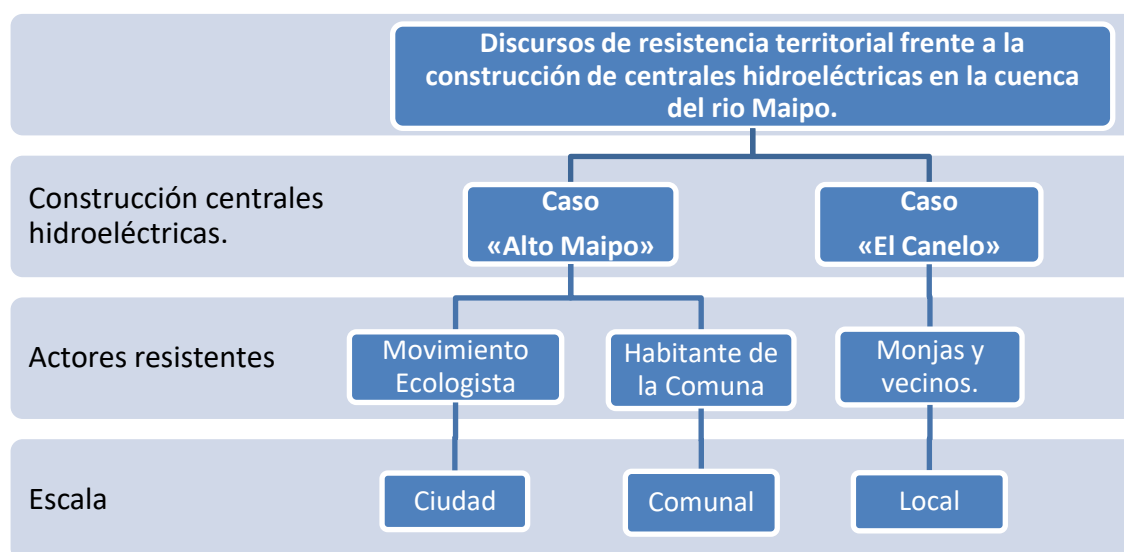 Discursos de resistencia territorial frente a la
construcción de centrales hidroeléctricas en la cuenca
del rio Maipo.
Construcción centrales
hidroeléctricas.
Caso
«Alto Maipo»
Caso
«El Canelo»
Actores resistentes
Movimiento
Ecologista
Habitante de
la Comuna
Monjas y
vecinos.
Escala
Ciudad
Comunal
Local